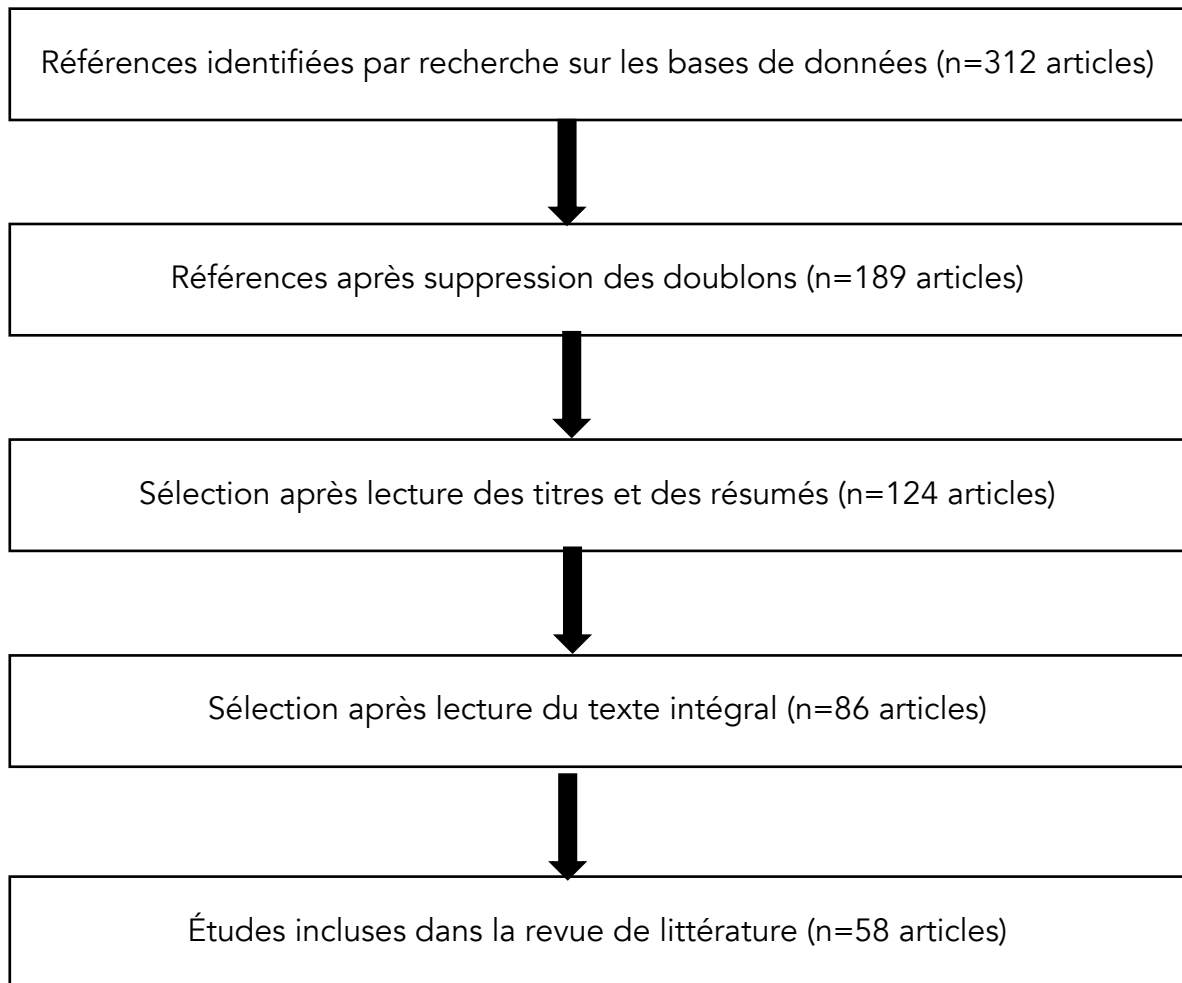 Références identifiées par recherche sur les bases de données (n=312 articles)
Références après suppression des doublons (n=189 articles)
Sélection après lecture des titres et des résumés (n=124 articles)
Sélection après lecture du texte intégral (n=86 articles)
Études incluses dans la revue de littérature (n=58 articles)